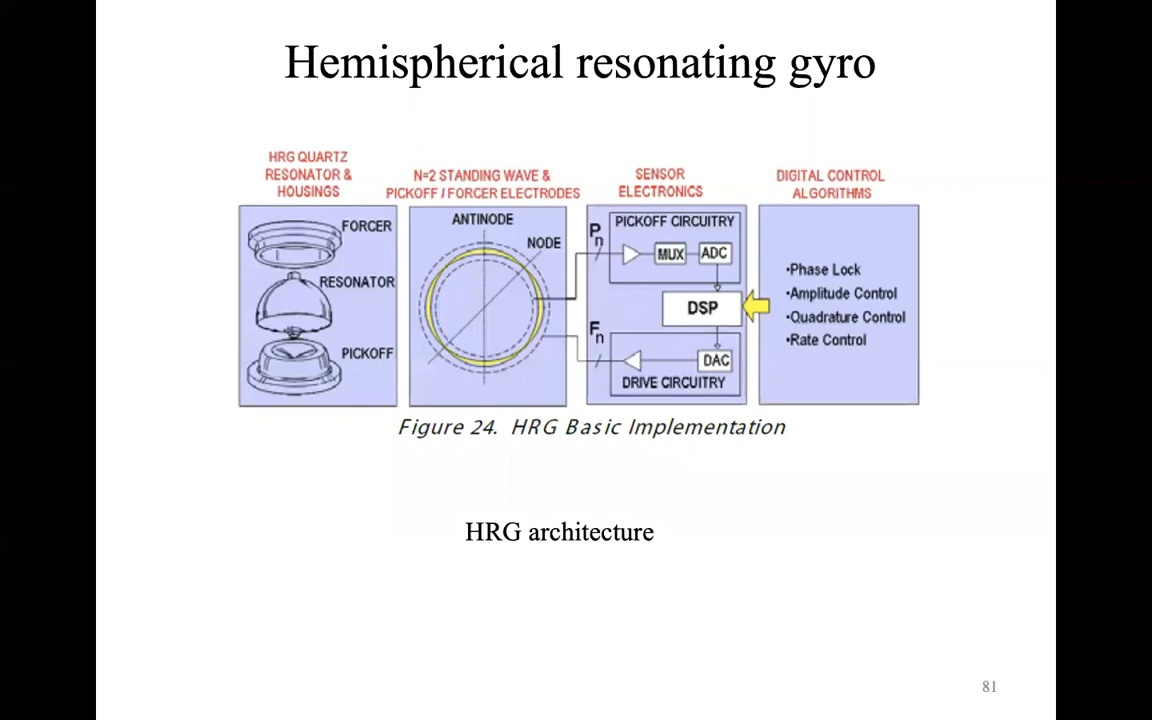 Hemispherical resonating gyro
HRG QUARTZ
RESONATOR &
HOUSINGS
FORCER
RESONATOR
PICKOFF
N=2 STANDING WAVE &
PICKOFF / FORCER ELECTRODES
ANTINODE
NODE
SENSOR
ELECTRONICS
Pn
PICKOFF CIRCUITRY
MUX
ADC
DSP
Fn
DAC
DRIVE CIRCUITRY
DIGITAL CONTROL
ALGORITHMS
•Phase Lock
•Amplitude Control
•Quadrature Control
•Rate Control
Figure 24. HRG Basic Implementation
HRG architecture
81